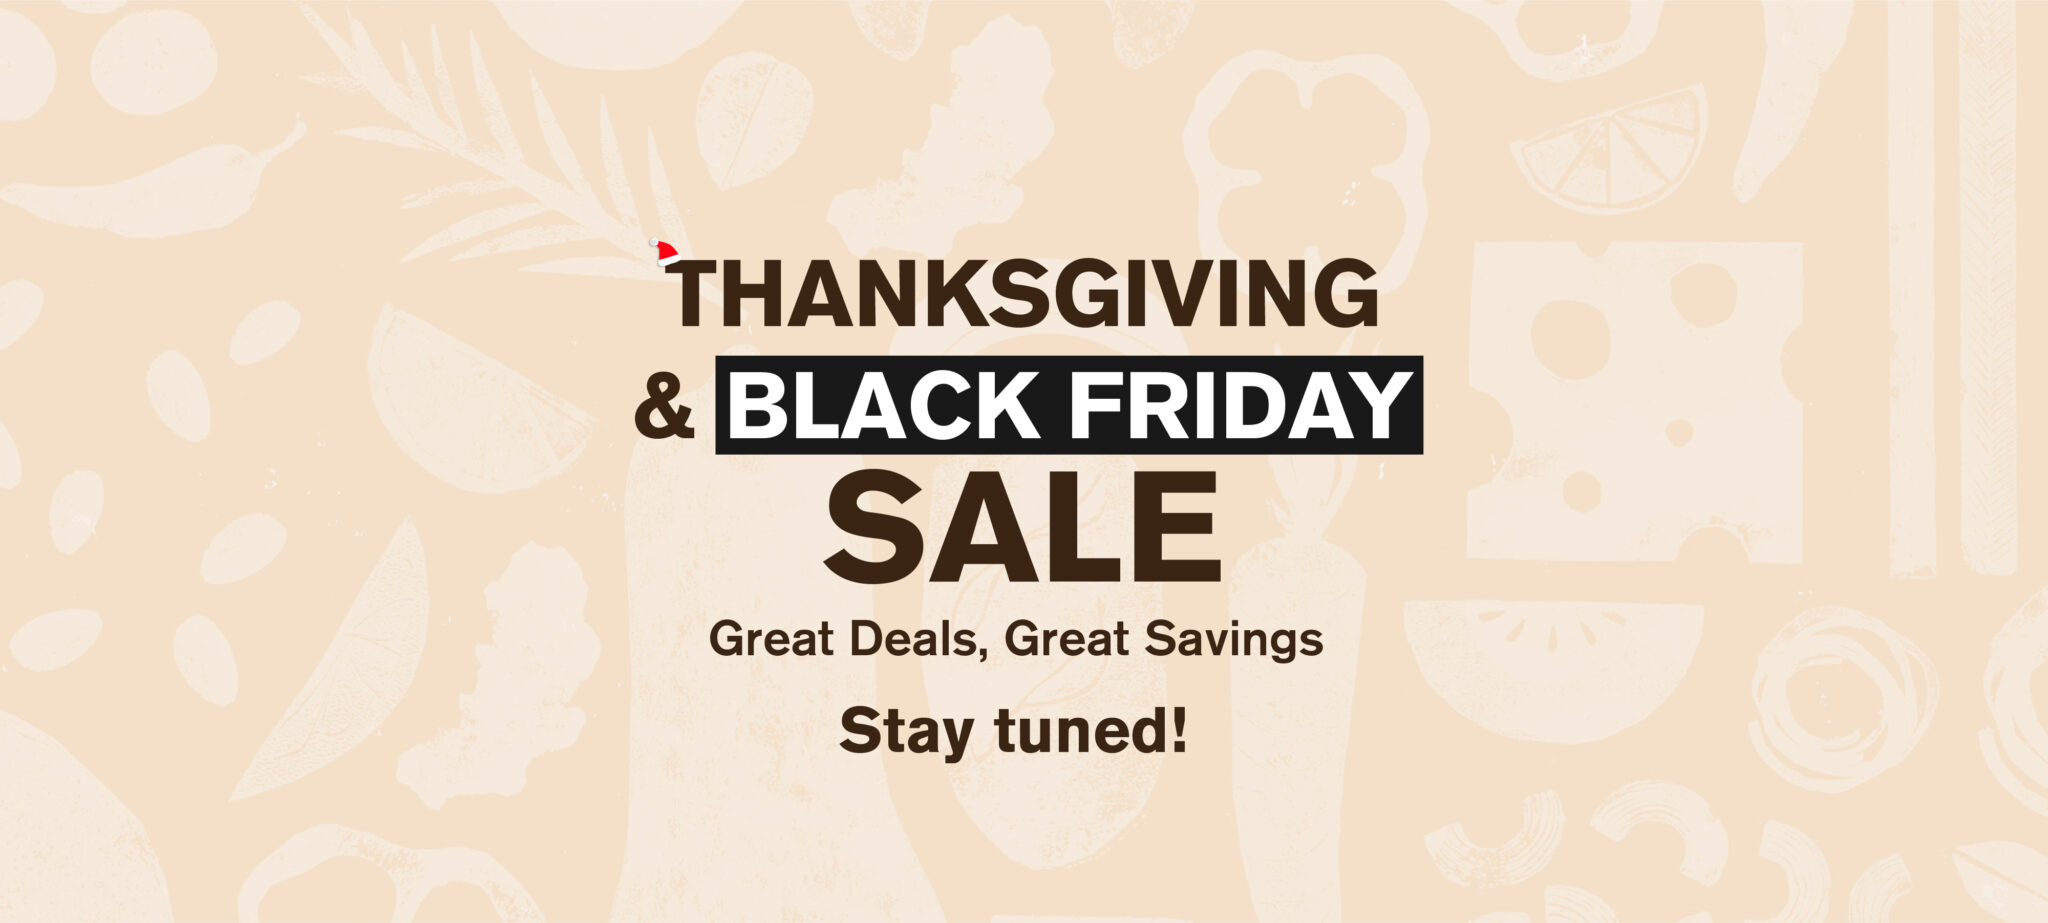 THANKSGIVING
& BLACK FRIDAY
SALE
Great Deals, Great Savings
Stay tuned!